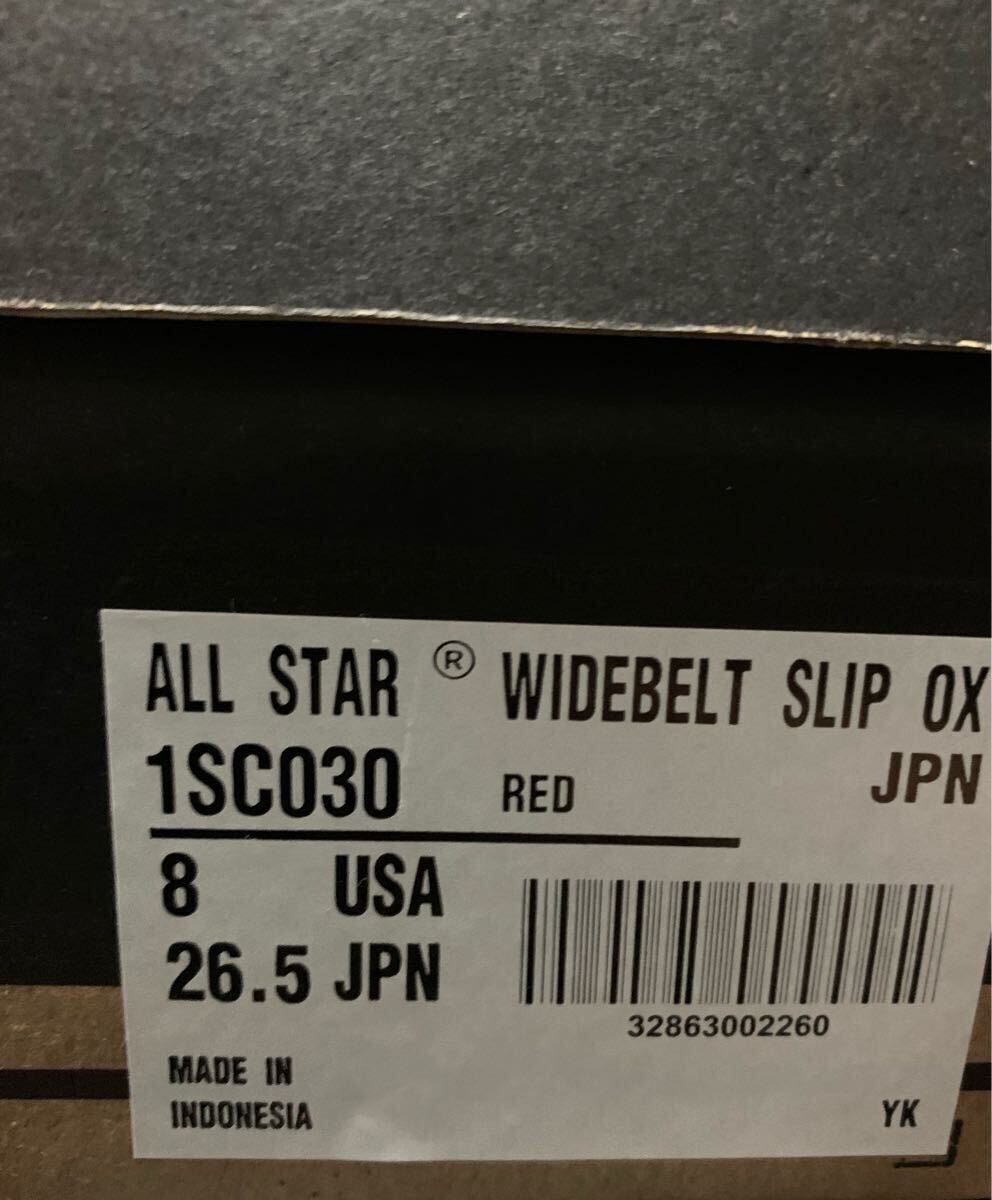 ALL STAR ® WIDEBELT SLIP OX
1SC030 RED JPN
8 USA
26.5 JPN
32863002260
MADE IN
INDONESIA
YK